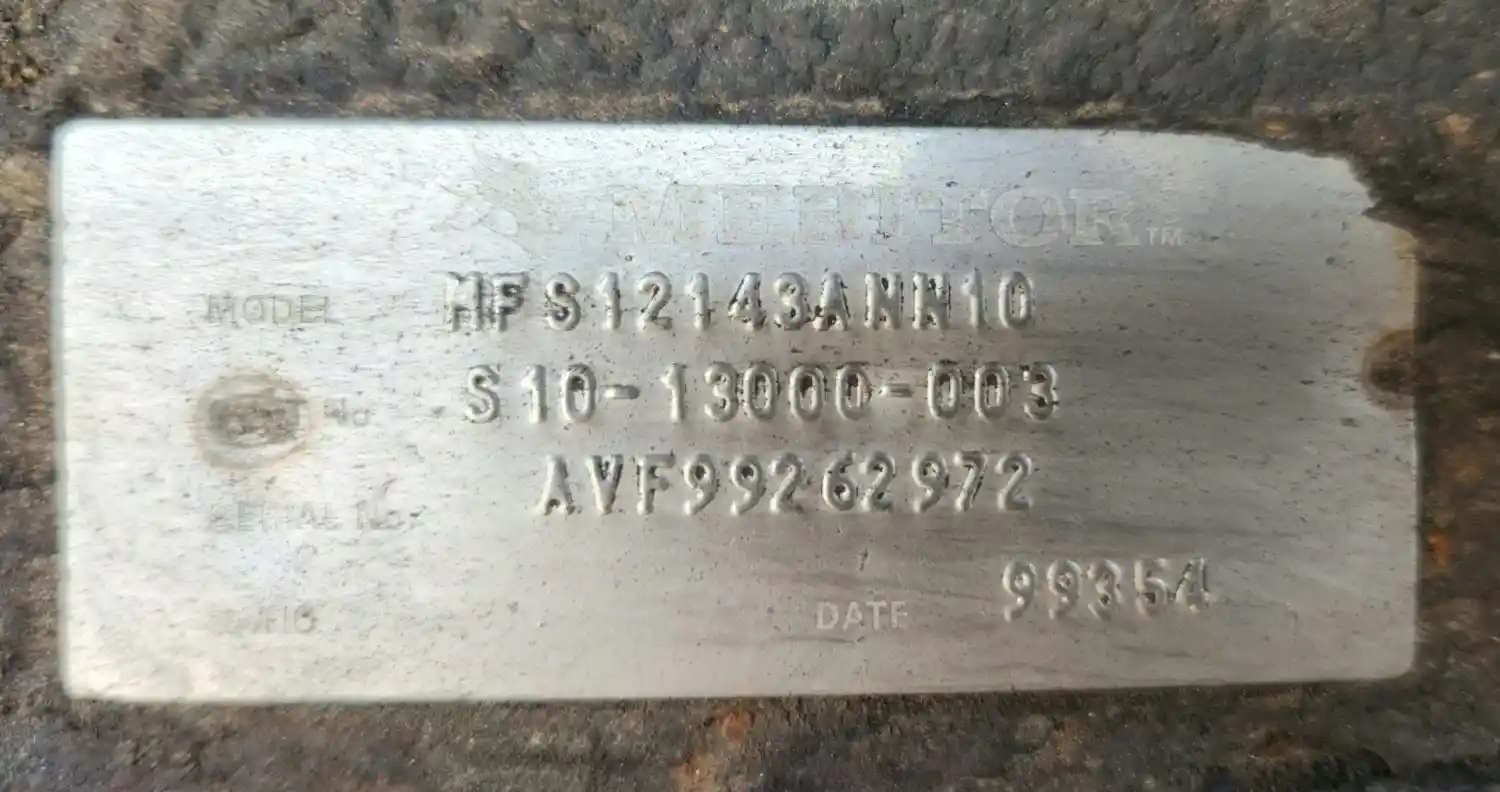 MERITOR™
MODEL MFS12143ANN10
No S10-13000-003
AVF99262972
SERIAL No.
DATE 99354